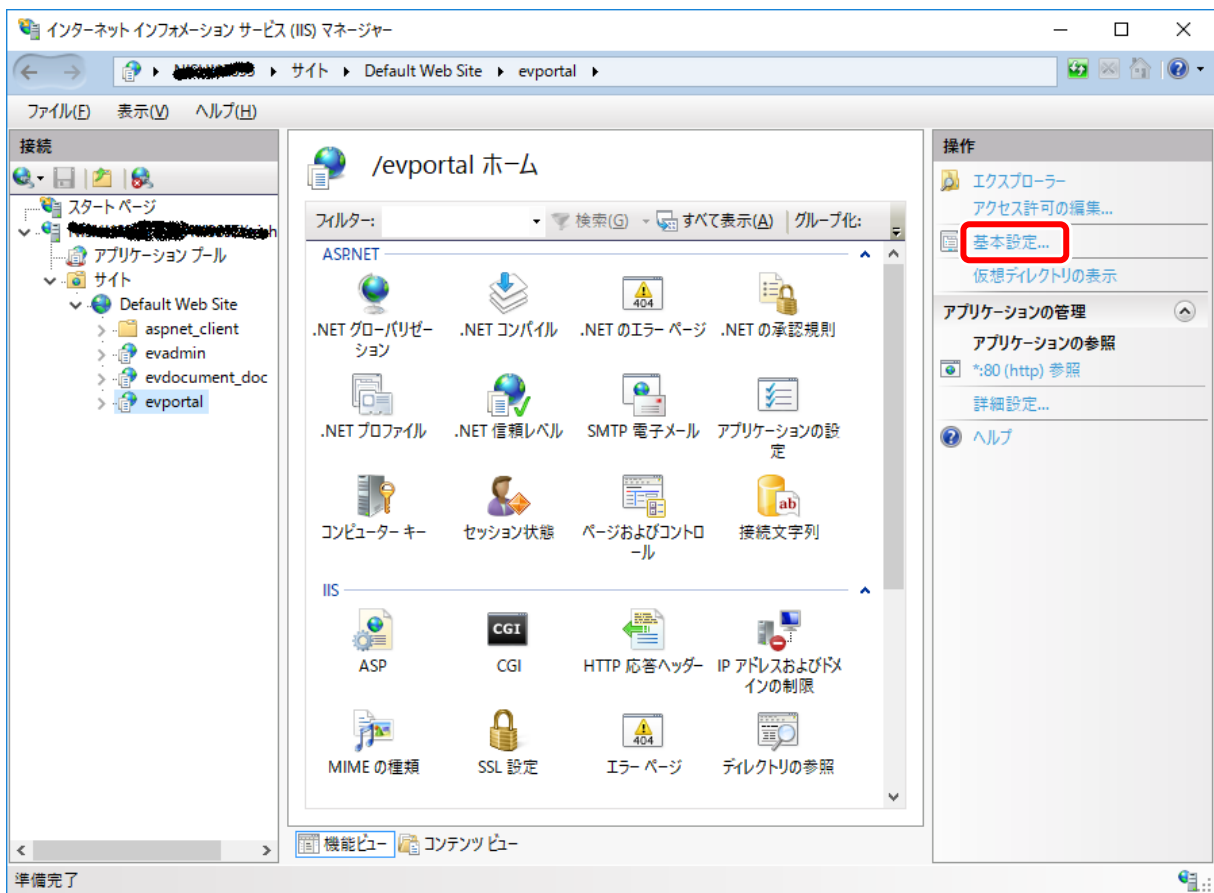 インターネット インフォメーション サービス (IIS) マネージャー
サイト Default Web Site evportal
ファイル(F) 表示(V) ヘルプ(H)
接続
スタート ページ
アプリケーション プール
サイト
Default Web Site
aspnet_client
evadmin
evdocument_doc
evportal
/evportal ホーム
フィルター: 検索(G) すべて表示(A) グループ化:
ASP.NET
.NET グローバリゼーション
.NET コンパイル
.NET のエラー ページ
.NET の承認規則
.NET プロファイル
.NET 信頼レベル
SMTP 電子メール
アプリケーションの設定
コンピューター キー
セッション状態
ページおよびコントロール
接続文字列
IIS
ASP
CGI
CGI
HTTP 応答ヘッダー
IP アドレスおよびドメインの制限
404
ab
MIME の種類
SSL 設定
404
エラー ページ
ディレクトリの参照
機能ビュー コンテンツ ビュー
操作
エクスプローラー
アクセス許可の編集...
基本設定...
仮想ディレクトリの表示
アプリケーションの管理
アプリケーションの参照
*:80 (http) 参照
詳細設定...
ヘルプ
準備完了